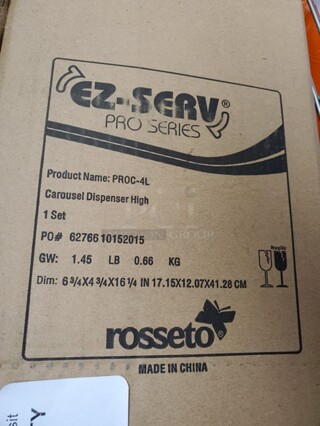 EZ-SERV®
PRO SERIES
Product Name: PROC-4L
Carousel Dispenser High
1 Set
PO# 62766 10152015
GW: 1.45 LB 0.66 KG
Fragile
Dim: 6 3/4X4 3/4X16 1/4 IN 17.15X12.07X41.28 CM
rosseto®
MADE IN CHINA